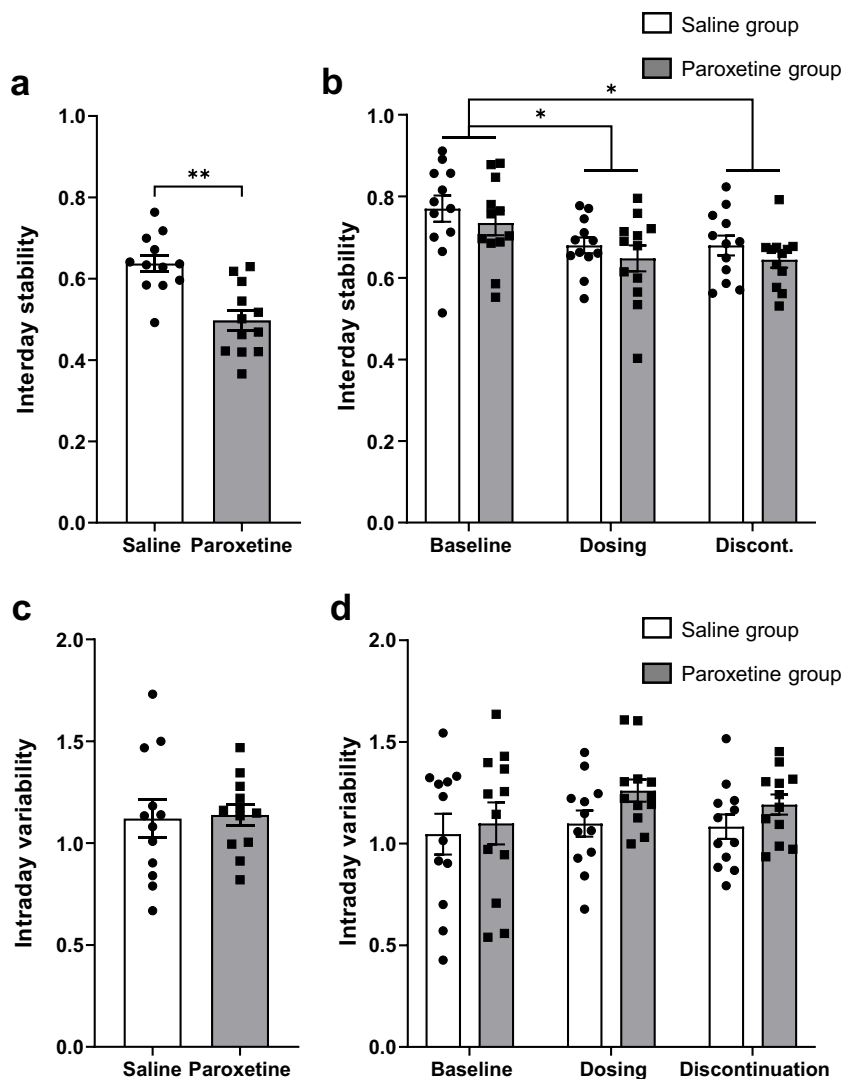 Saline group
Paroxetine group
a
Interday stability
1.0
0.8
0.6
0.4
0.2
0.0
**
Saline Paroxetine
b
Interday stability
1.0
0.8
0.6
0.4
0.2
0.0
*
*
Baseline Dosing Discont.
c
Intraday variability
2.0
1.5
1.0
0.5
0.0
Saline Paroxetine
d
Saline group
Paroxetine group
Intraday variability
2.0
1.5
1.0
0.5
0.0
Baseline Dosing Discontinuation